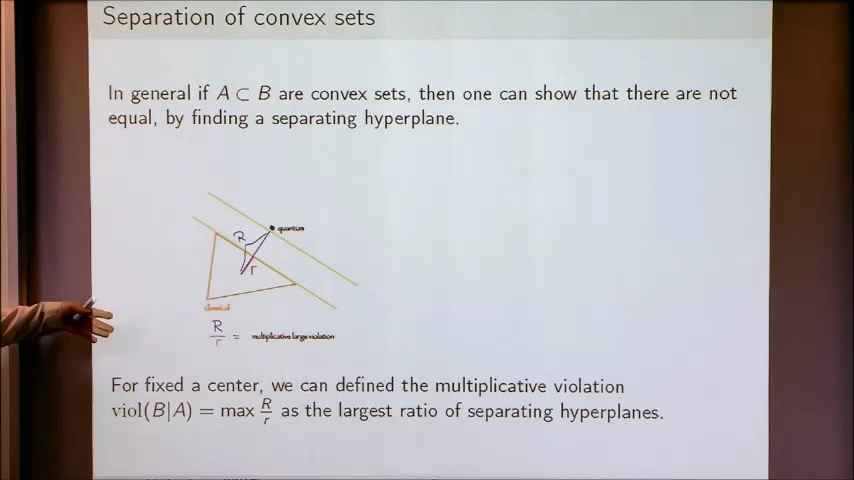 Separation of convex sets
In general if A ⊂ B are convex sets, then one can show that there are not
equal, by finding a separating hyperplane.
R
quantum
r
classical
R/r = multiplicative large violation
For fixed a center, we can defined the multiplicative violation
viol(B|A) = max R/r as the largest ratio of separating hyperplanes.